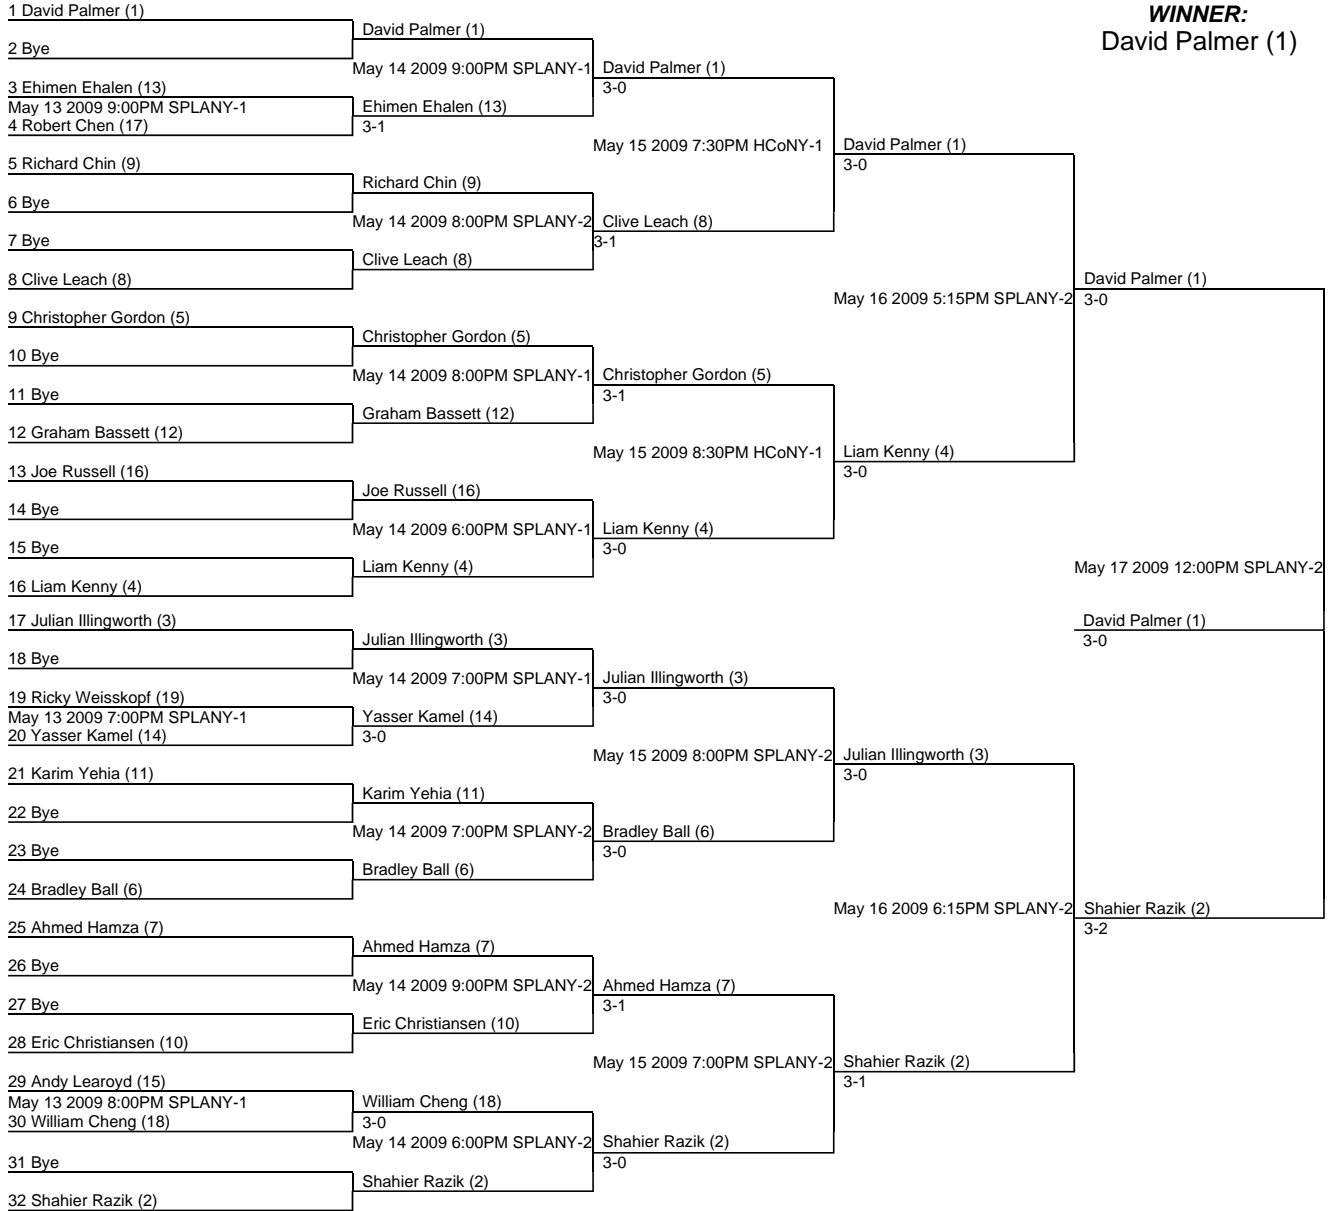 WINNER:
David Palmer (1)
1 David Palmer (1)
2 Bye
3 Ehimen Ehalen (13)
May 13 2009 9:00PM SPLANY-1
4 Robert Chen (17)
5 Richard Chin (9)
6 Bye
7 Bye
8 Clive Leach (8)
9 Christopher Gordon (5)
10 Bye
11 Bye
12 Graham Bassett (12)
13 Joe Russell (16)
14 Bye
15 Bye
16 Liam Kenny (4)
17 Julian Illingworth (3)
18 Bye
19 Ricky Weisskopf (19)
May 13 2009 7:00PM SPLANY-1
20 Yasser Kamel (14)
21 Karim Yehia (11)
22 Bye
23 Bye
24 Bradley Ball (6)
25 Ahmed Hamza (7)
26 Bye
27 Bye
28 Eric Christiansen (10)
29 Andy Learoyd (15)
May 13 2009 8:00PM SPLANY-1
30 William Cheng (18)
31 Bye
32 Shahier Razik (2)
David Palmer (1)
May 14 2009 9:00PM SPLANY-1
Ehimen Ehalen (13)
3-1
Richard Chin (9)
May 14 2009 8:00PM SPLANY-2
Clive Leach (8)
Christopher Gordon (5)
May 14 2009 8:00PM SPLANY-1
Graham Bassett (12)
Joe Russell (16)
May 14 2009 6:00PM SPLANY-1
Liam Kenny (4)
Julian Illingworth (3)
May 14 2009 7:00PM SPLANY-1
Yasser Kamel (14)
3-0
Karim Yehia (11)
May 14 2009 7:00PM SPLANY-2
Bradley Ball (6)
Ahmed Hamza (7)
May 14 2009 9:00PM SPLANY-2
Eric Christiansen (10)
William Cheng (18)
3-0
May 14 2009 6:00PM SPLANY-2
Shahier Razik (2)
David Palmer (1)
3-0
May 15 2009 7:30PM HCoNY-1
Clive Leach (8)
3-1
Christopher Gordon (5)
3-1
May 15 2009 8:30PM HCoNY-1
Liam Kenny (4)
3-0
Julian Illingworth (3)
3-0
May 15 2009 8:00PM SPLANY-2
Bradley Ball (6)
3-0
Ahmed Hamza (7)
3-1
May 15 2009 7:00PM SPLANY-2
Shahier Razik (2)
3-0
David Palmer (1)
3-0
May 16 2009 5:15PM SPLANY-2
Liam Kenny (4)
3-0
Julian Illingworth (3)
3-0
May 16 2009 6:15PM SPLANY-2
Shahier Razik (2)
3-1
David Palmer (1)
3-0
May 17 2009 12:00PM SPLANY-2
David Palmer (1)
3-0
Shahier Razik (2)
3-2